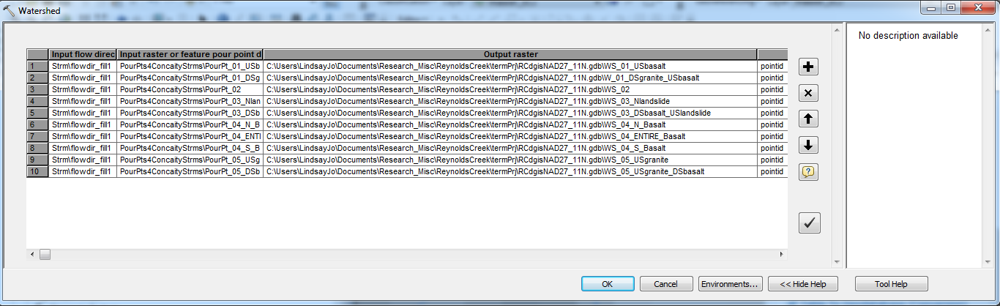 Watershed
Input flow direc Input raster or feature pour point d Output raster
1 Strm\flowdir_fill1 PourPts4ConcaityStrms\PourPt_01_USb C:\Users\LindsayJo\Documents\Research_Misc\ReynoldsCreek\termPrj\RCdgisNAD27_11N.gdb\WS_01_USbasalt pointid
2 Strm\flowdir_fill1 PourPts4ConcaityStrms\PourPt_01_DSg C:\Users\LindsayJo\Documents\Research_Misc\ReynoldsCreek\termPrj\RCdgisNAD27_11N.gdb\W_01_DSgranite_USbasalt pointid
3 Strm\flowdir_fill1 PourPts4ConcaityStrms\PourPt_02 C:\Users\LindsayJo\Documents\Research_Misc\ReynoldsCreek\termPrj\RCdgisNAD27_11N.gdb\WS_02 pointid
4 Strm\flowdir_fill1 PourPts4ConcaityStrms\PourPt_03_Nlan C:\Users\LindsayJo\Documents\Research_Misc\ReynoldsCreek\termPrj\RCdgisNAD27_11N.gdb\WS_03_Nlandslide pointid
5 Strm\flowdir_fill1 PourPts4ConcaityStrms\PourPt_03_DSb C:\Users\LindsayJo\Documents\Research_Misc\ReynoldsCreek\termPrj\RCdgisNAD27_11N.gdb\WS_03_DSbasalt_USlandslide pointid
6 Strm\flowdir_fill1 PourPts4ConcaityStrms\PourPt_04_N_B C:\Users\LindsayJo\Documents\Research_Misc\ReynoldsCreek\termPrj\RCdgisNAD27_11N.gdb\WS_04_N_Basalt pointid
7 Strm\flowdir_fill1 PourPts4ConcaityStrms\PourPt_04_ENTI C:\Users\LindsayJo\Documents\Research_Misc\ReynoldsCreek\termPrj\RCdgisNAD27_11N.gdb\WS_04_ENTIRE_Basalt pointid
8 Strm\flowdir_fill1 PourPts4ConcaityStrms\PourPt_04_S_B C:\Users\LindsayJo\Documents\Research_Misc\ReynoldsCreek\termPrj\RCdgisNAD27_11N.gdb\WS_04_S_Basalt pointid
9 Strm\flowdir_fill1 PourPts4ConcaityStrms\PourPt_05_USg C:\Users\LindsayJo\Documents\Research_Misc\ReynoldsCreek\termPrj\RCdgisNAD27_11N.gdb\WS_05_USgranite pointid
10 Strm\flowdir_fill1 PourPts4ConcaityStrms\PourPt_05_DSb C:\Users\LindsayJo\Documents\Research_Misc\ReynoldsCreek\termPrj\RCdgisNAD27_11N.gdb\WS_05_USgranite_DSbasalt pointid
No description available
OK Cancel Environments... << Hide Help Tool Help